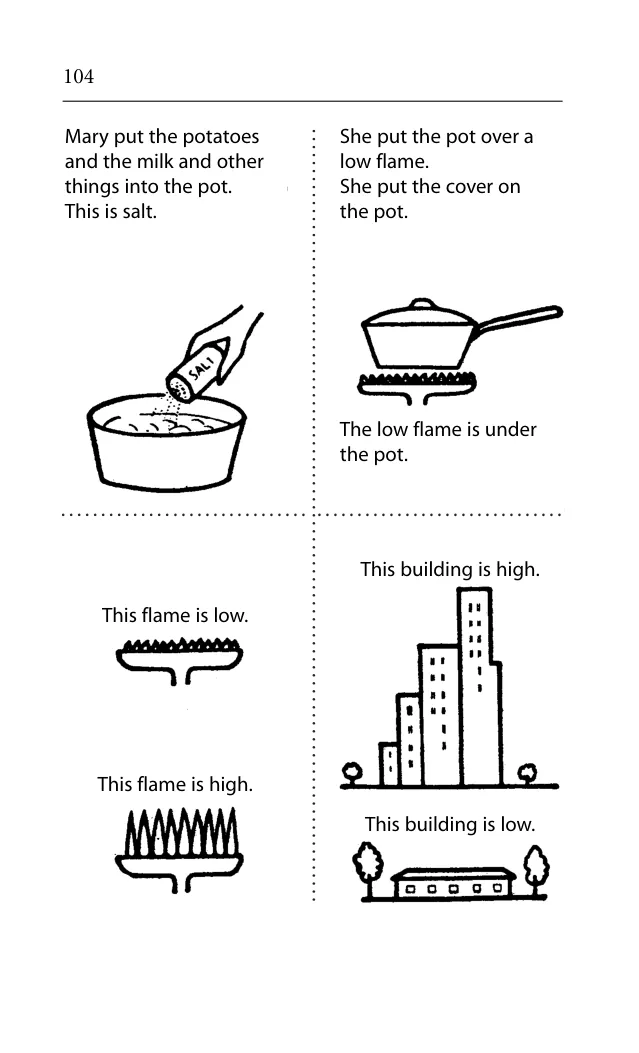 104
Mary put the potatoes
and the milk and other
things into the pot.
This is salt.
SALT
She put the pot over a
low flame.
She put the cover on
the pot.
The low flame is under
the pot.
This flame is low.
This flame is high.
This building is high.
This building is low.